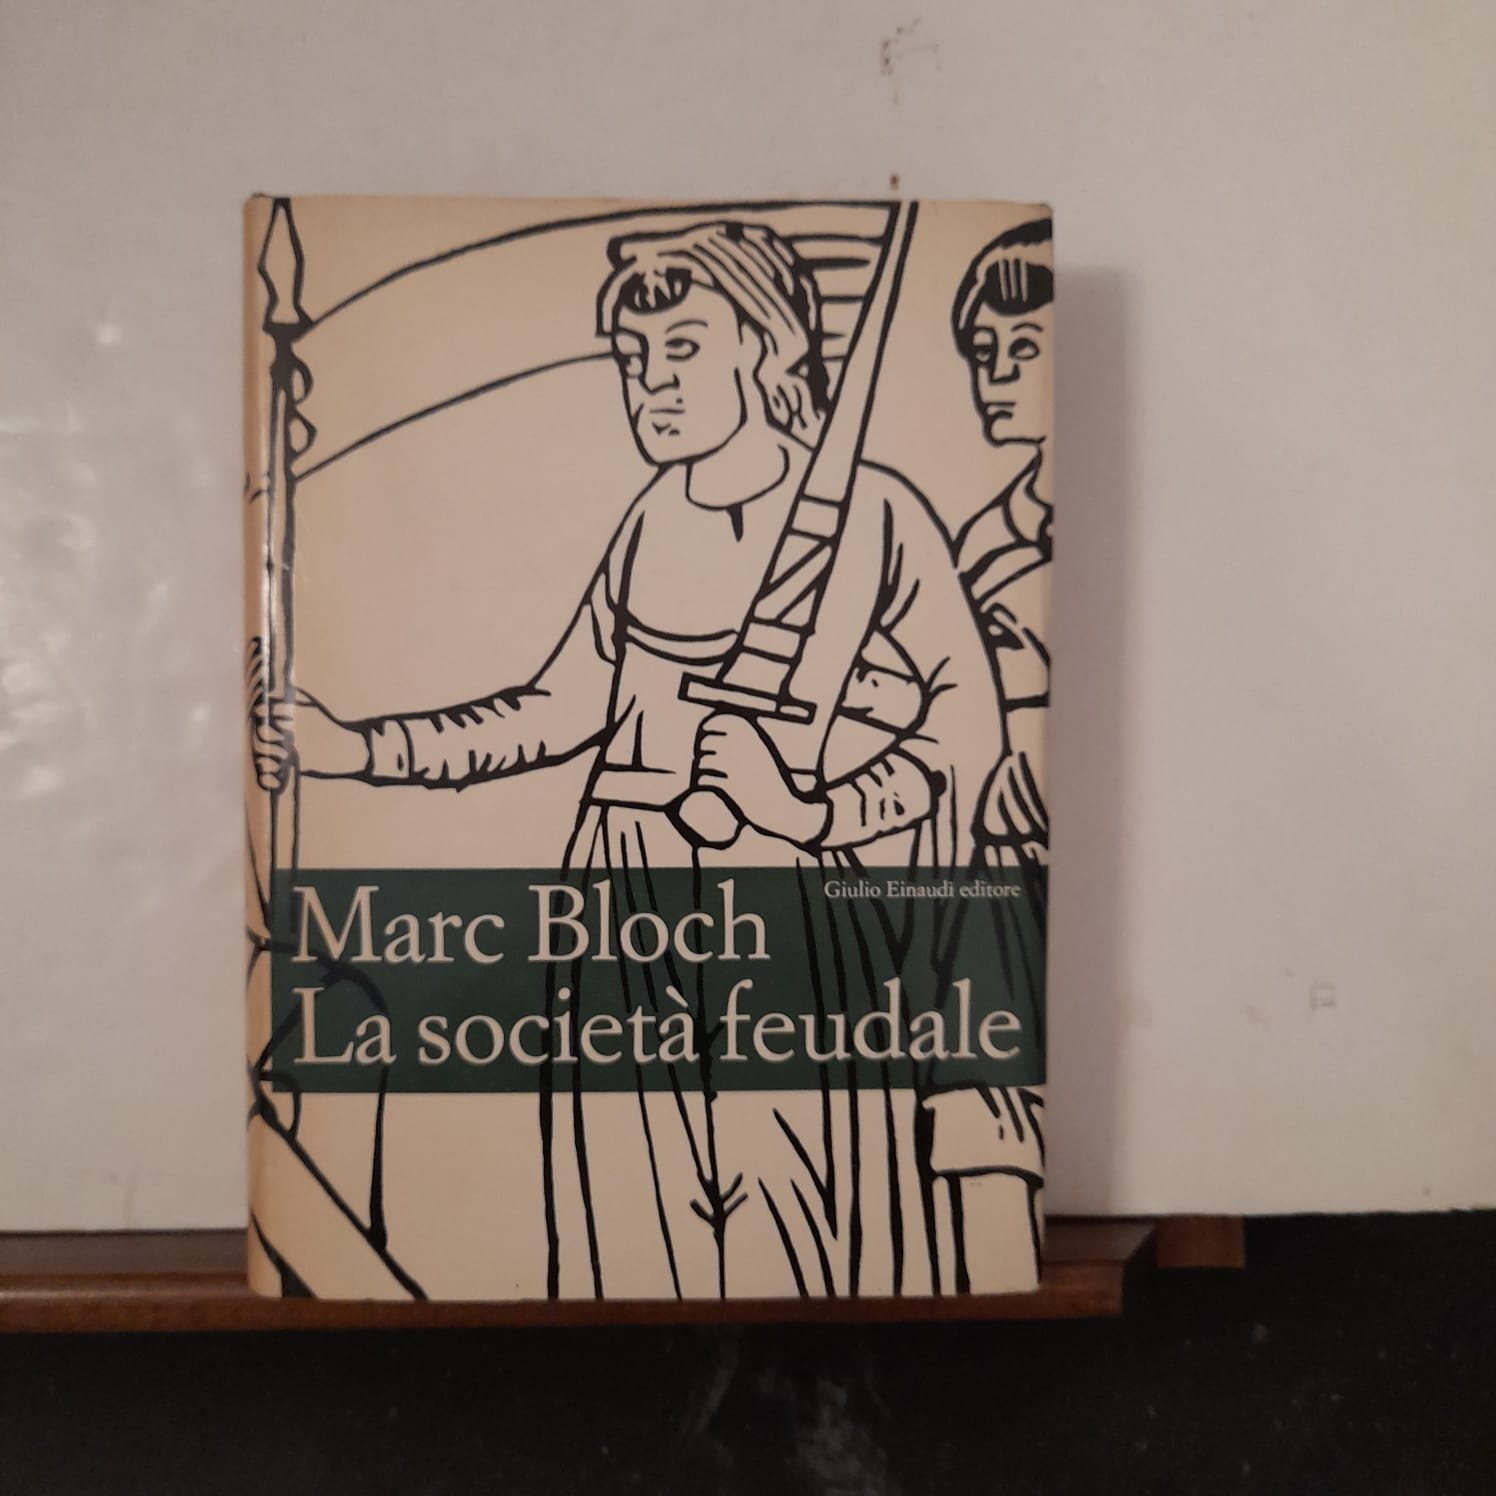 Giulio Einaudi editore
Marc Bloch
La società feudale